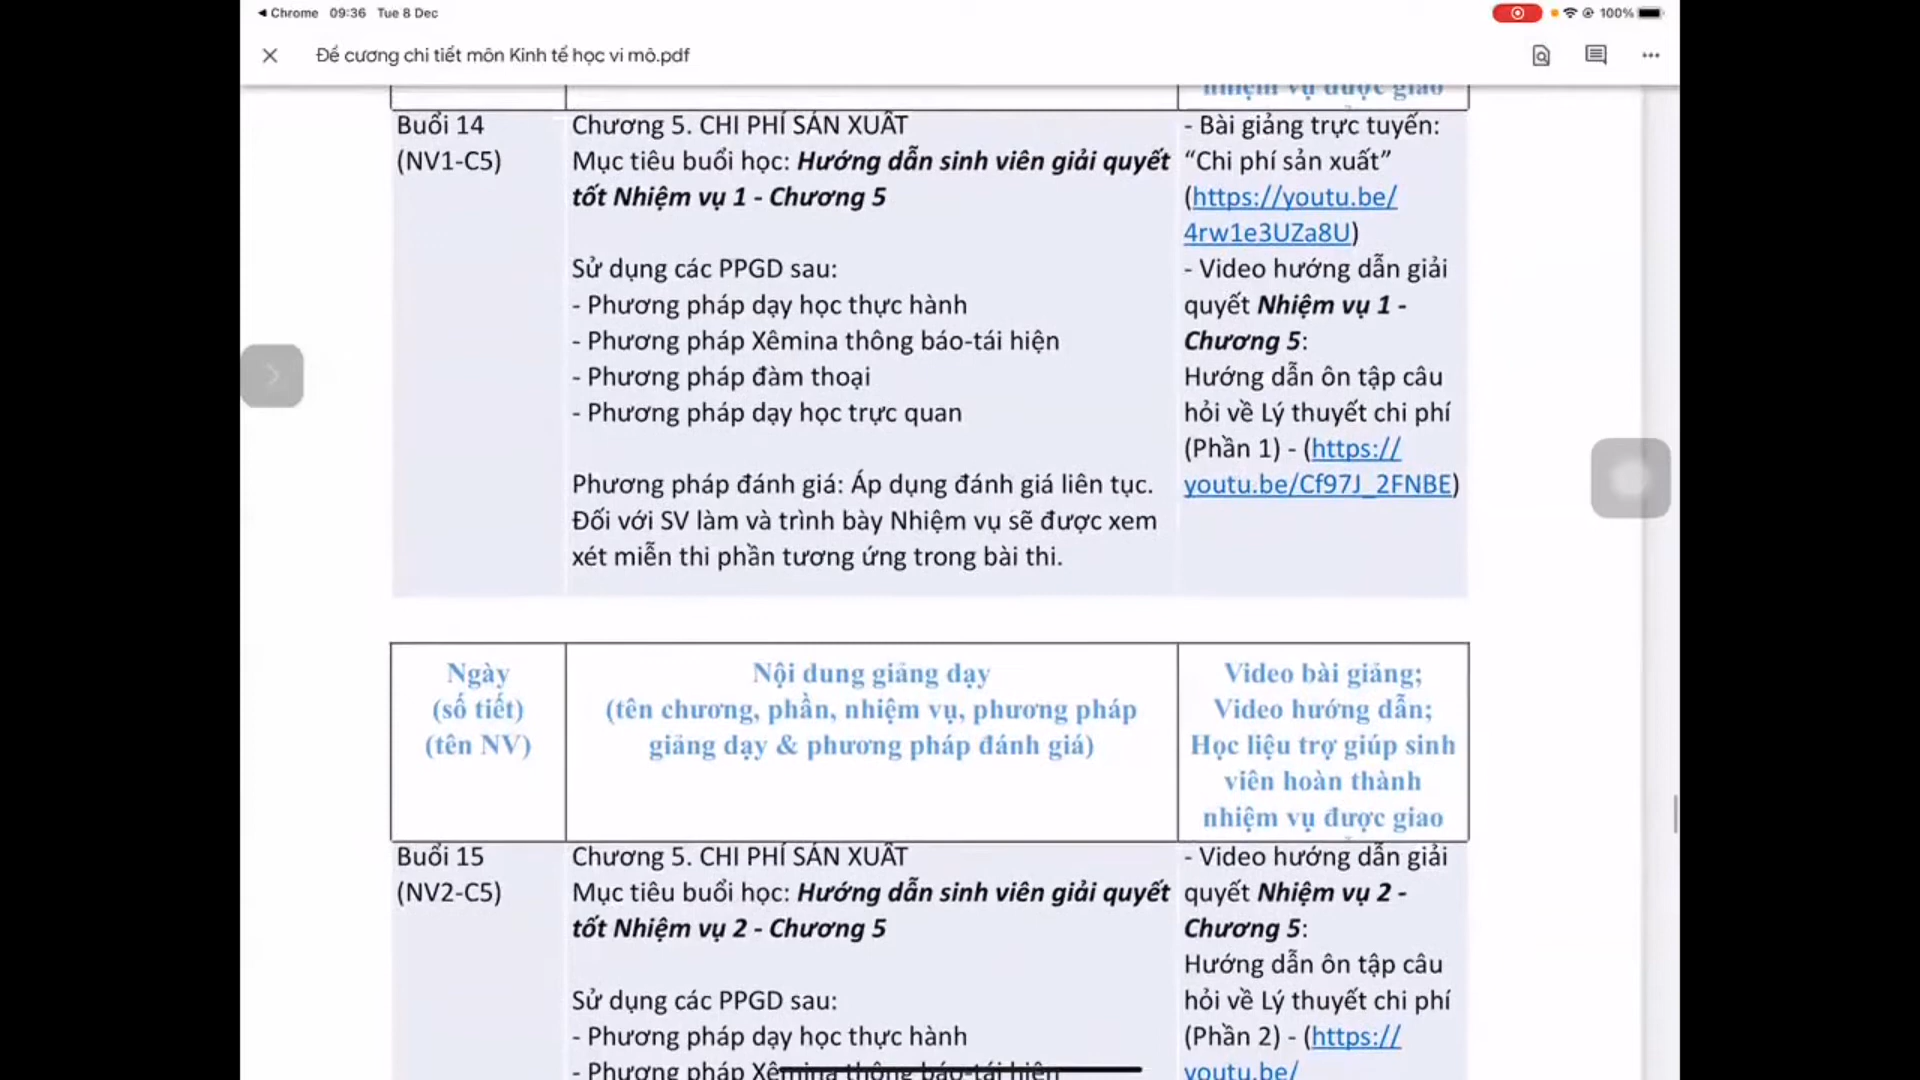 Chrome 09:36 Tue 8 Dec
100%
Đề cương chi tiết môn Kinh tế học vi mô.pdf
nhiệm vụ được giao
Buổi 14
(NV1-C5)
Chương 5. CHI PHÍ SẢN XUẤT
Mục tiêu buổi học: Hướng dẫn sinh viên giải quyết
tốt Nhiệm vụ 1 - Chương 5
Sử dụng các PPGD sau:
- Phương pháp dạy học thực hành
- Phương pháp Xêmina thông báo-tái hiện
- Phương pháp đàm thoại
- Phương pháp dạy học trực quan
Phương pháp đánh giá: Áp dụng đánh giá liên tục.
Đối với SV làm và trình bày Nhiệm vụ sẽ được xem
xét miễn thi phần tương ứng trong bài thi.
- Bài giảng trực tuyến:
“Chi phí sản xuất”
(https://youtu.be/
4rw1e3UZa8U)
- Video hướng dẫn giải
quyết Nhiệm vụ 1 -
Chương 5:
Hướng dẫn ôn tập câu
hỏi về Lý thuyết chi phí
(Phần 1) - (https://
youtu.be/Cf97J_2FNBE)
Ngày
(số tiết)
(tên NV)
Nội dung giảng dạy
(tên chương, phần, nhiệm vụ, phương pháp
giảng dạy & phương pháp đánh giá)
Video bài giảng;
Video hướng dẫn;
Học liệu trợ giúp sinh
viên hoàn thành
nhiệm vụ được giao
Buổi 15
(NV2-C5)
Chương 5. CHI PHÍ SẢN XUẤT
Mục tiêu buổi học: Hướng dẫn sinh viên giải quyết
tốt Nhiệm vụ 2 - Chương 5
Sử dụng các PPGD sau:
- Phương pháp dạy học thực hành
- Phương pháp Xêmina thông báo-tái hiện
- Video hướng dẫn giải
quyết Nhiệm vụ 2 -
Chương 5:
Hướng dẫn ôn tập câu
hỏi về Lý thuyết chi phí
(Phần 2) - (https://
youtu.be/